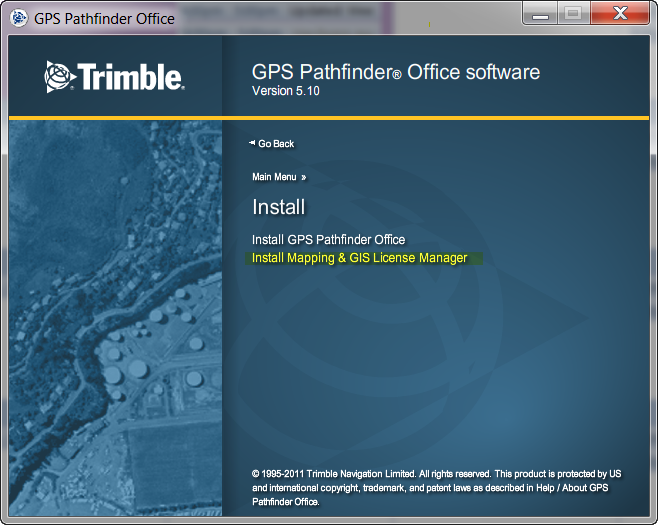 GPS Pathfinder Office
Trimble®
GPS Pathfinder® Office software
Version 5.10
Go Back
Main Menu »
Install
Install GPS Pathfinder Office
Install Mapping & GIS License Manager
© 1995-2011 Trimble Navigation Limited. All rights reserved. This product is protected by US
and international copyright, trademark, and patent laws as described in Help / About GPS
Pathfinder Office.